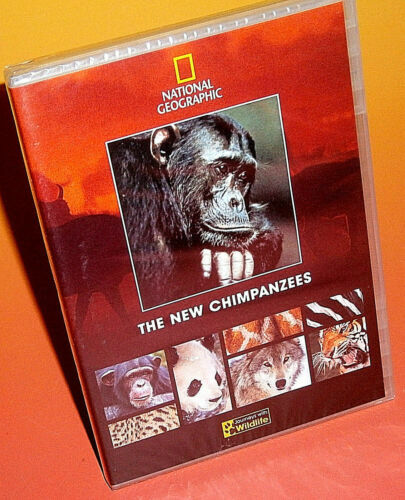 NATIONAL
GEOGRAPHIC
THE NEW CHIMPANZEES
Journeys with
Wildlife